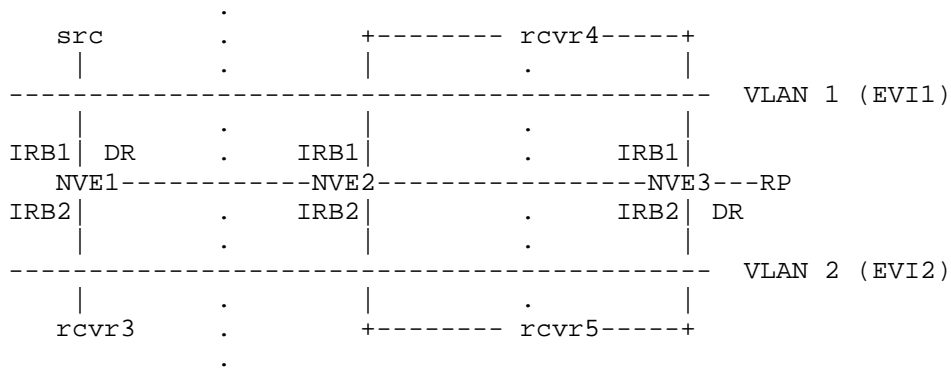 src . +-------- rcvr4-----+
| . | . |
-------------------------------------------- VLAN 1 (EVI1)
| . | . |
IRB1| DR . IRB1| . IRB1|
NVE1------------NVE2-----------------NVE3---RP
IRB2| . IRB2| . IRB2| DR
| . | . |
-------------------------------------------- VLAN 2 (EVI2)
| . | . |
rcvr3 . +-------- rcvr5-----+